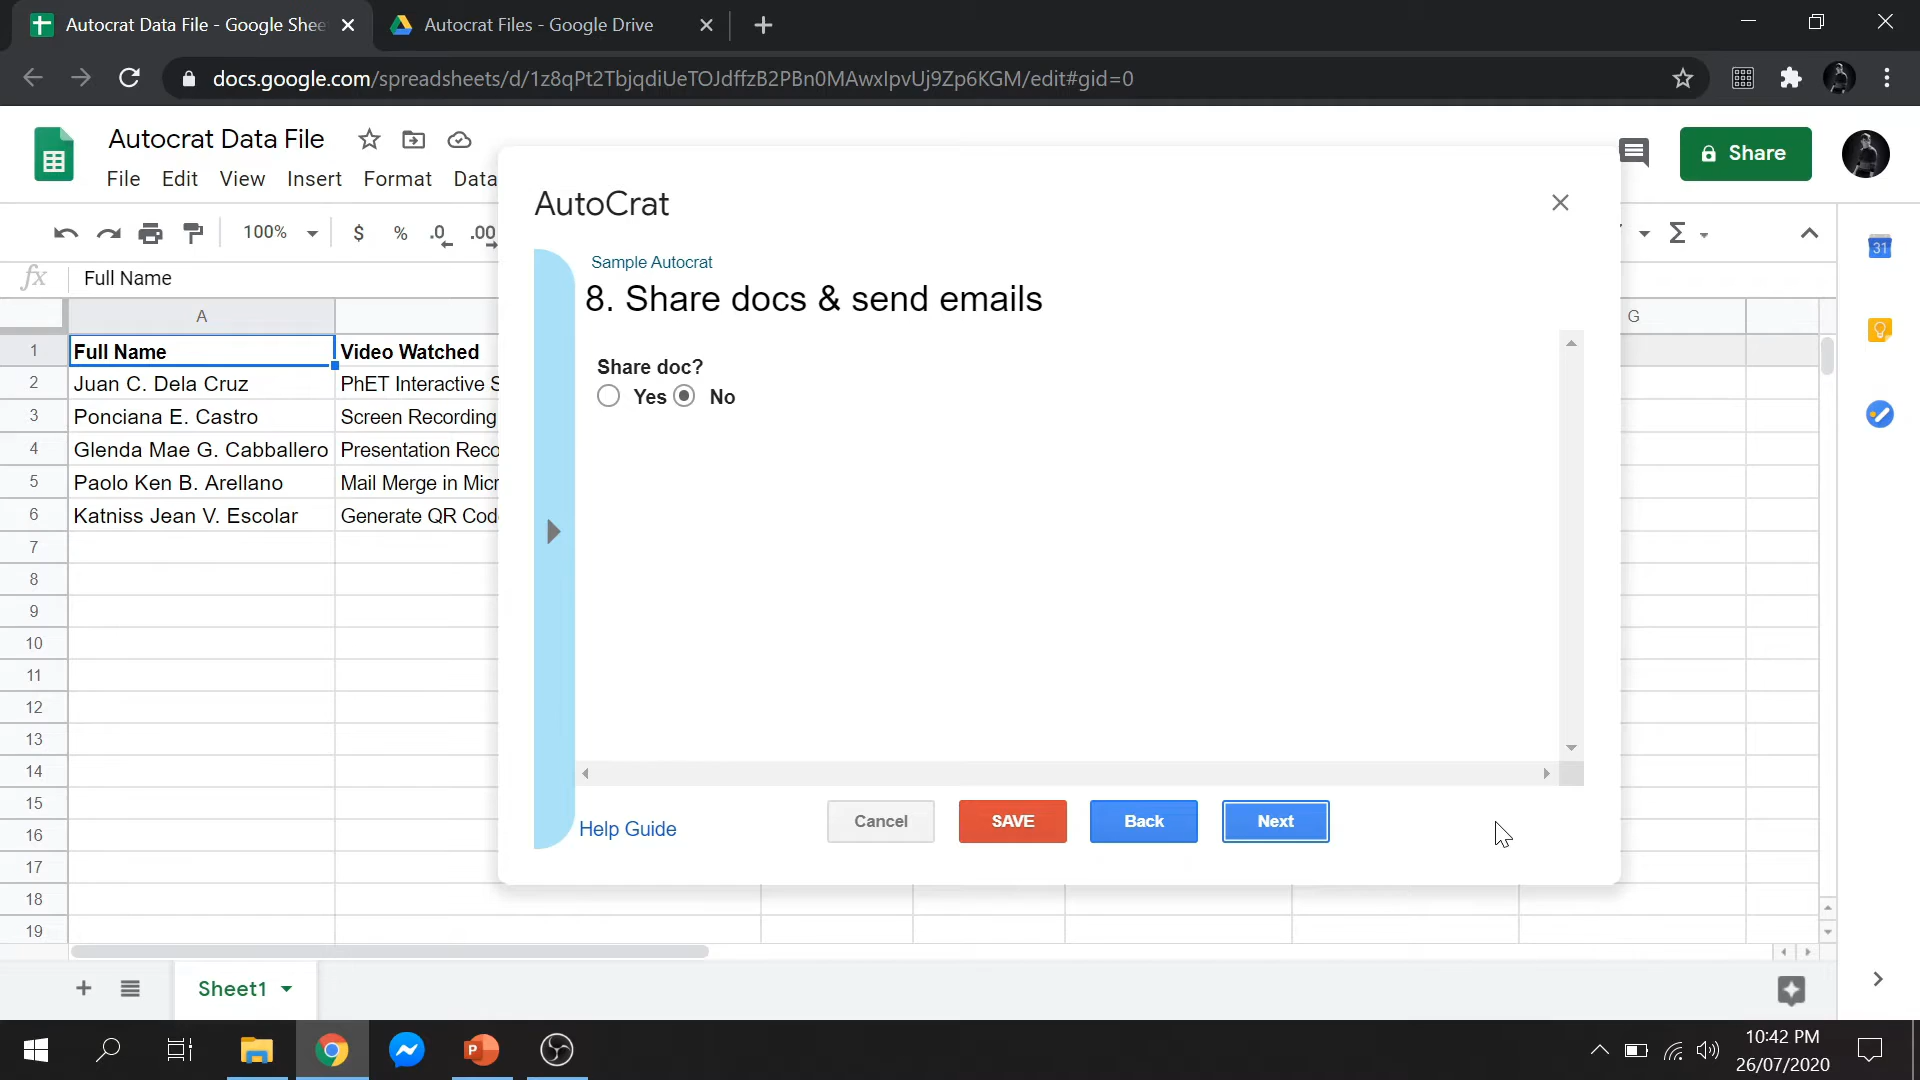 Autocrat Data File - Google Shee
Autocrat Files - Google Drive
docs.google.com/spreadsheets/d/1z8qPt2TbjqdiUeTOJdffzB2PBn0MAwxIpvUj9Zp6KGM/edit#gid=0
Autocrat Data File
File Edit View Insert Format Data
Share
100% $ % .0 .00
Σ
31
fx Full Name
AutoCrat
Sample Autocrat
8. Share docs & send emails
Share doc?
Yes No
Help Guide
Cancel SAVE Back Next
A G
1 Full Name Video Watched
2 Juan C. Dela Cruz PhET Interactive S
3 Ponciana E. Castro Screen Recording
4 Glenda Mae G. Cabballero Presentation Reco
5 Paolo Ken B. Arellano Mail Merge in Micr
6 Katniss Jean V. Escolar Generate QR Cod
7
8
9
10
11
12
13
14
15
16
17
18
19
Sheet1
10:42 PM
26/07/2020